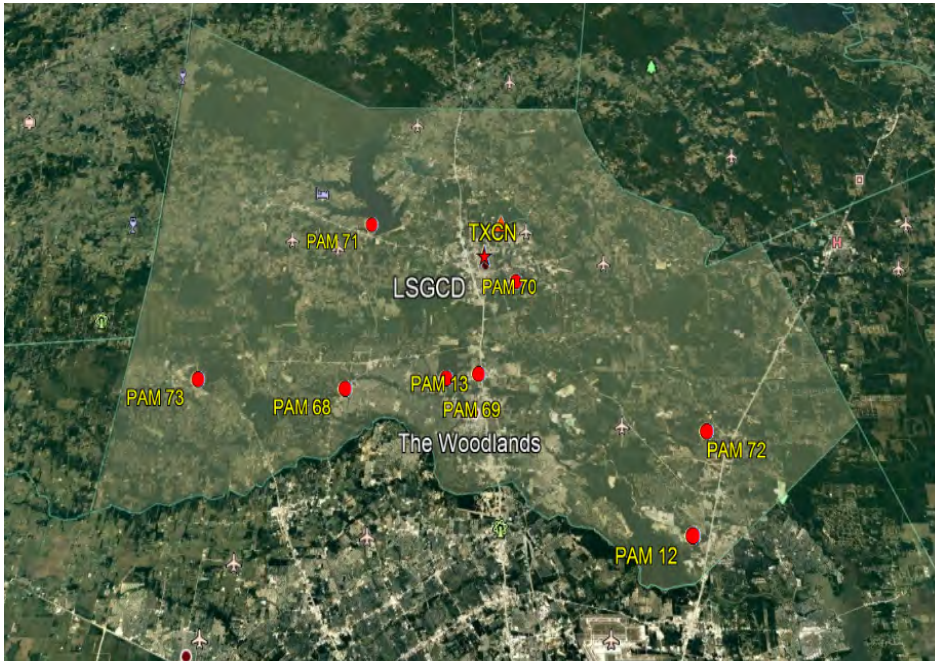 TXCN
PAM 71
LSGCD
PAM 70
PAM 73
PAM 68
PAM 13
PAM 69
The Woodlands
PAM 72
PAM 12
H